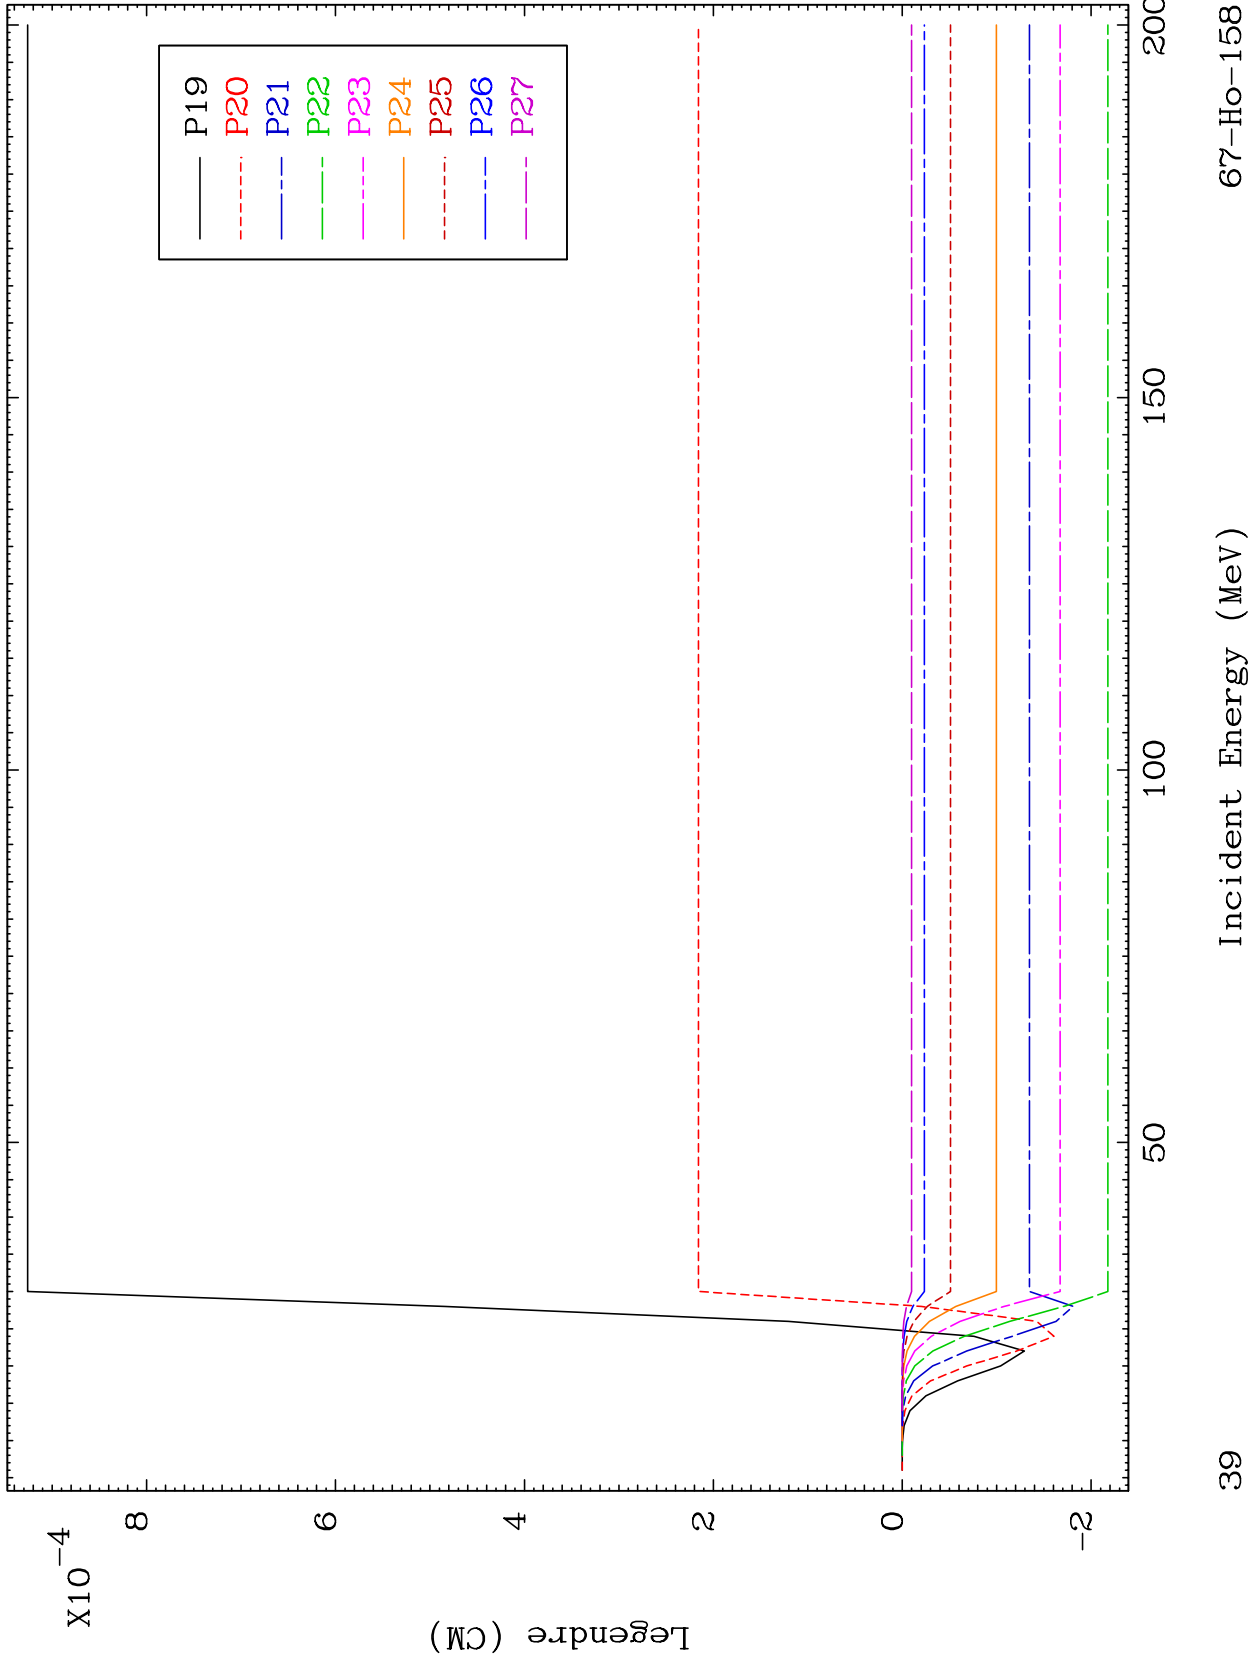 X10⁻⁴
8
6
4
2
0
-2
Legendre (CM)
P19
P20
P21
P22
P23
P24
P25
P26
P27
50 100 150 200
39 Incident Energy (MeV) 67-Ho-158